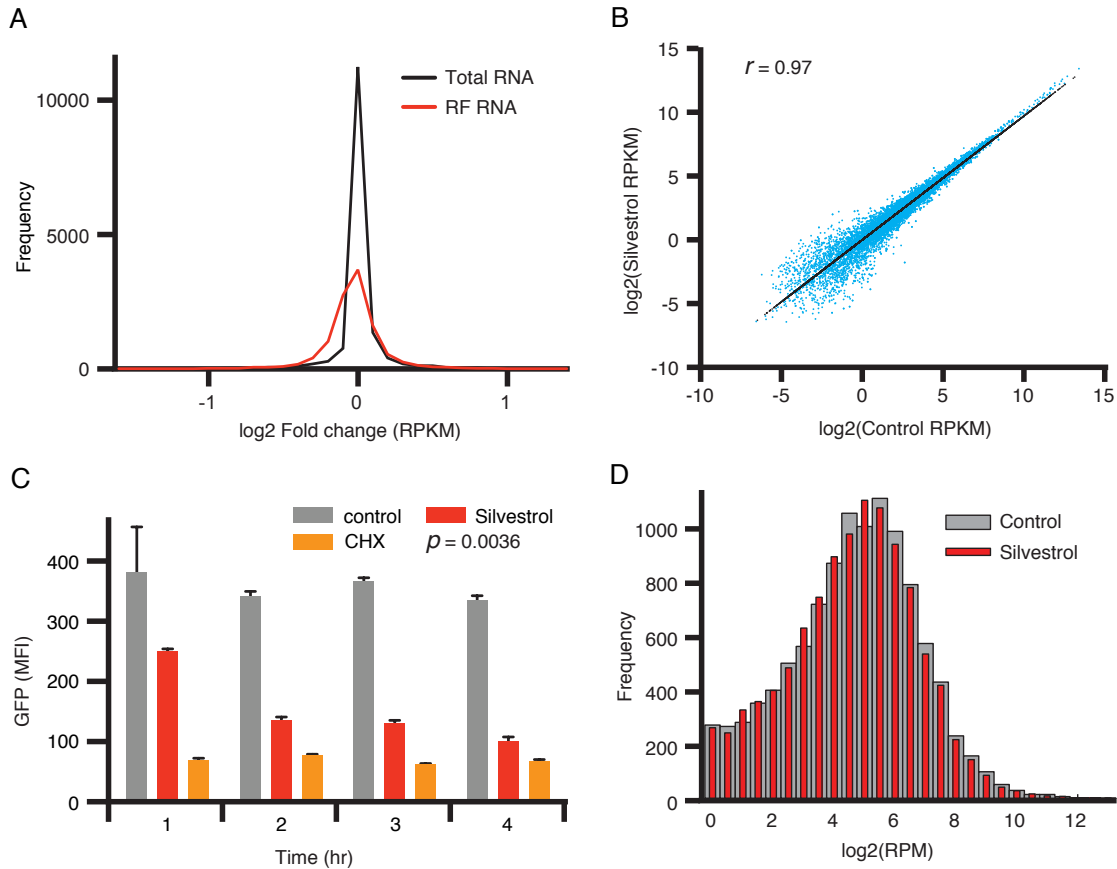 A
Total RNA
RF RNA
Frequency
10000
5000
0
-1
0
1
log2 Fold change (RPKM)
B
r = 0.97
log2(Silvestrol RPKM)
15
10
5
0
-5
-10
-10
-5
0
5
10
15
log2(Control RPKM)
C
control
Silvestrol
CHX
p = 0.0036
GFP (MFI)
400
300
200
100
0
1
2
3
4
Time (hr)
D
Control
Silvestrol
Frequency
1000
800
600
400
200
0
0
2
4
6
8
10
12
log2(RPM)